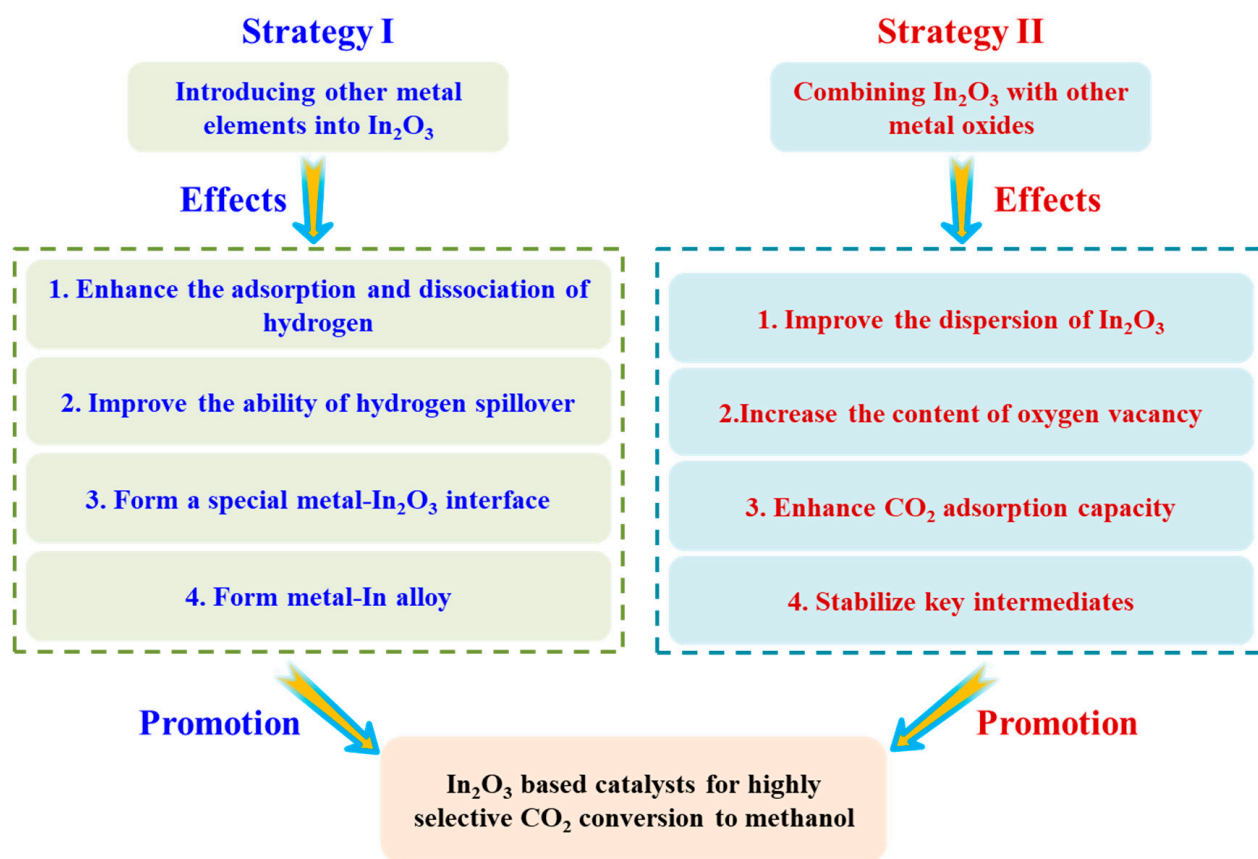 Strategy I
Introducing other metal
elements into In₂O₃
Effects
1. Enhance the adsorption and dissociation of
hydrogen
2. Improve the ability of hydrogen spillover
3. Form a special metal-In₂O₃ interface
4. Form metal-In alloy
Promotion
Strategy II
Combining In₂O₃ with other
metal oxides
Effects
1. Improve the dispersion of In₂O₃
2.Increase the content of oxygen vacancy
3. Enhance CO₂ adsorption capacity
4. Stabilize key intermediates
Promotion
In₂O₃ based catalysts for highly
selective CO₂ conversion to methanol